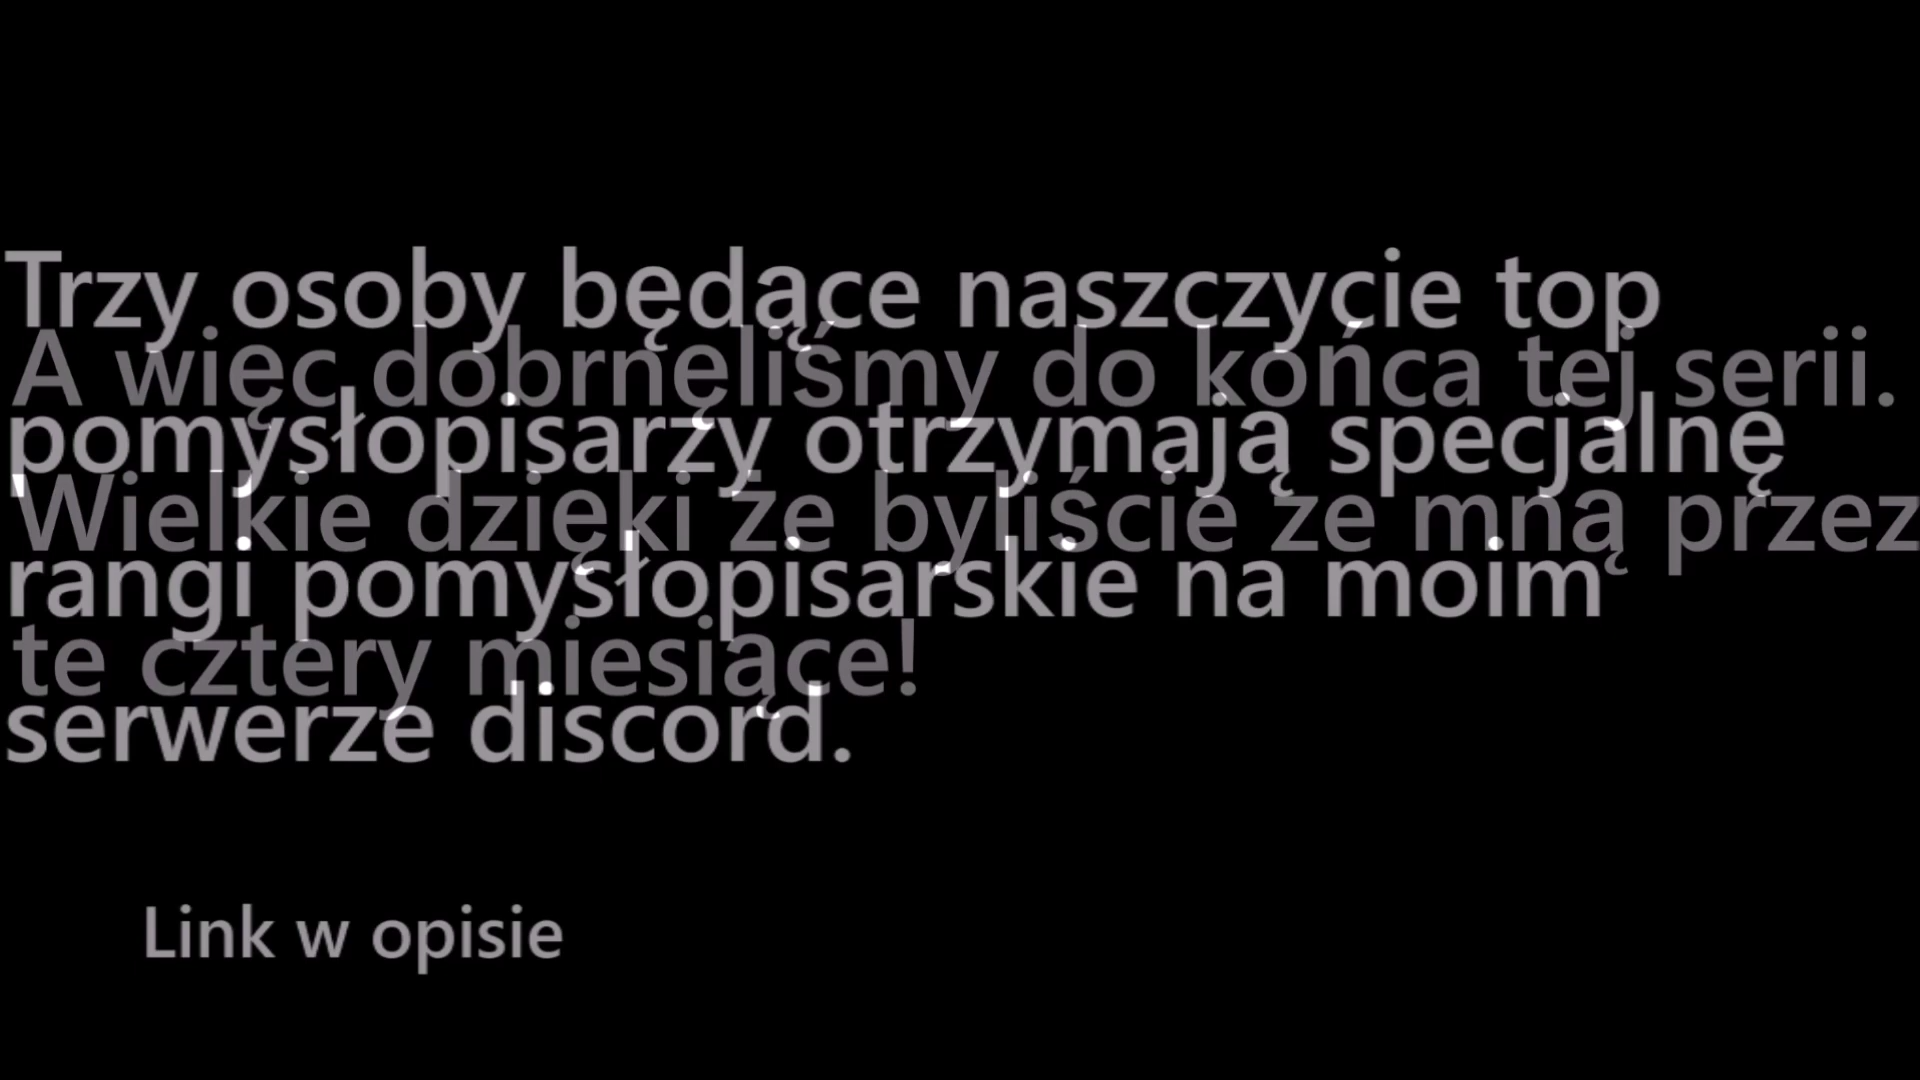 Trzy osoby będące naszczycie top
A więc dobrnęliśmy do końca tej serii.
pomysłopisarzy otrzymają specjalnę
Wielkie dzięki że byliście ze mną przez
rangi pomysłopisarskie na moim
te cztery miesiące!
serwerze discord.
Link w opisie